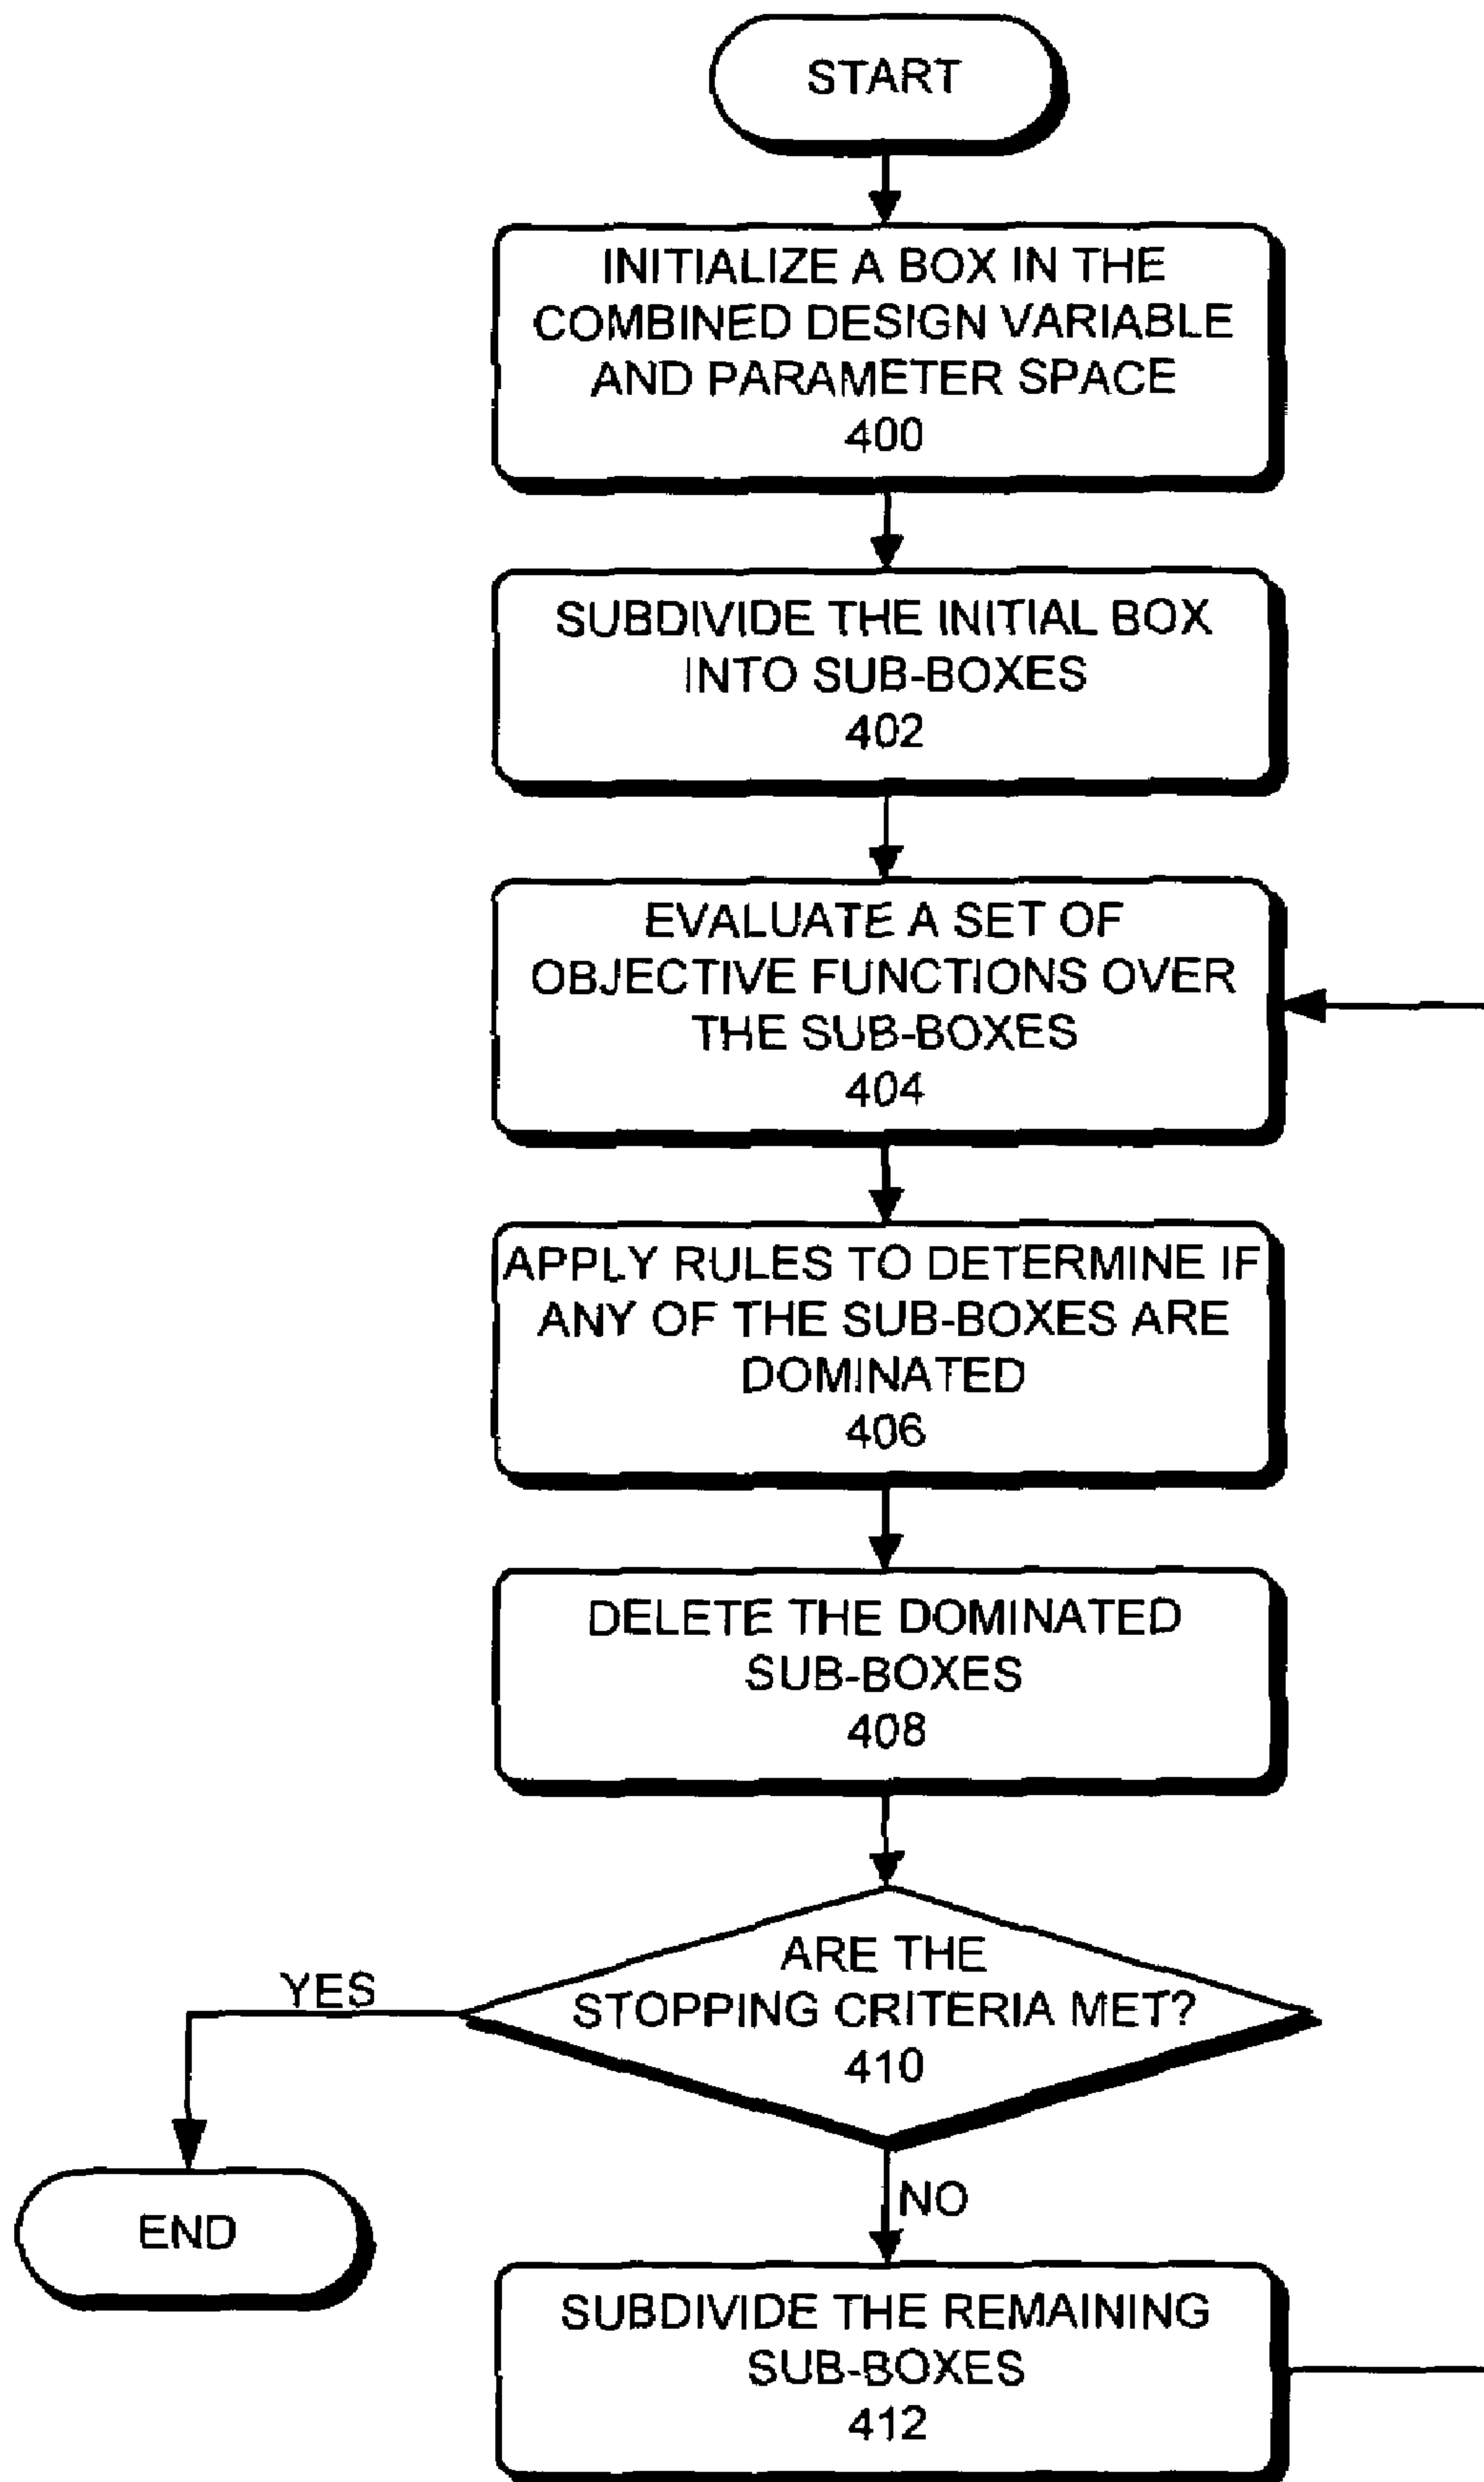 START
INITIALIZE A BOX IN THE
COMBINED DESIGN VARIABLE
AND PARAMETER SPACE
400
SUBDIVIDE THE INITIAL BOX
INTO SUB-BOXES
402
EVALUATE A SET OF
OBJECTIVE FUNCTIONS OVER
THE SUB-BOXES
404
APPLY RULES TO DETERMINE IF
ANY OF THE SUB-BOXES ARE
DOMINATED
406
DELETE THE DOMINATED
SUB-BOXES
408
ARE THE
STOPPING CRITERIA MET?
410
YES
END
NO
SUBDIVIDE THE REMAINING
SUB-BOXES
412